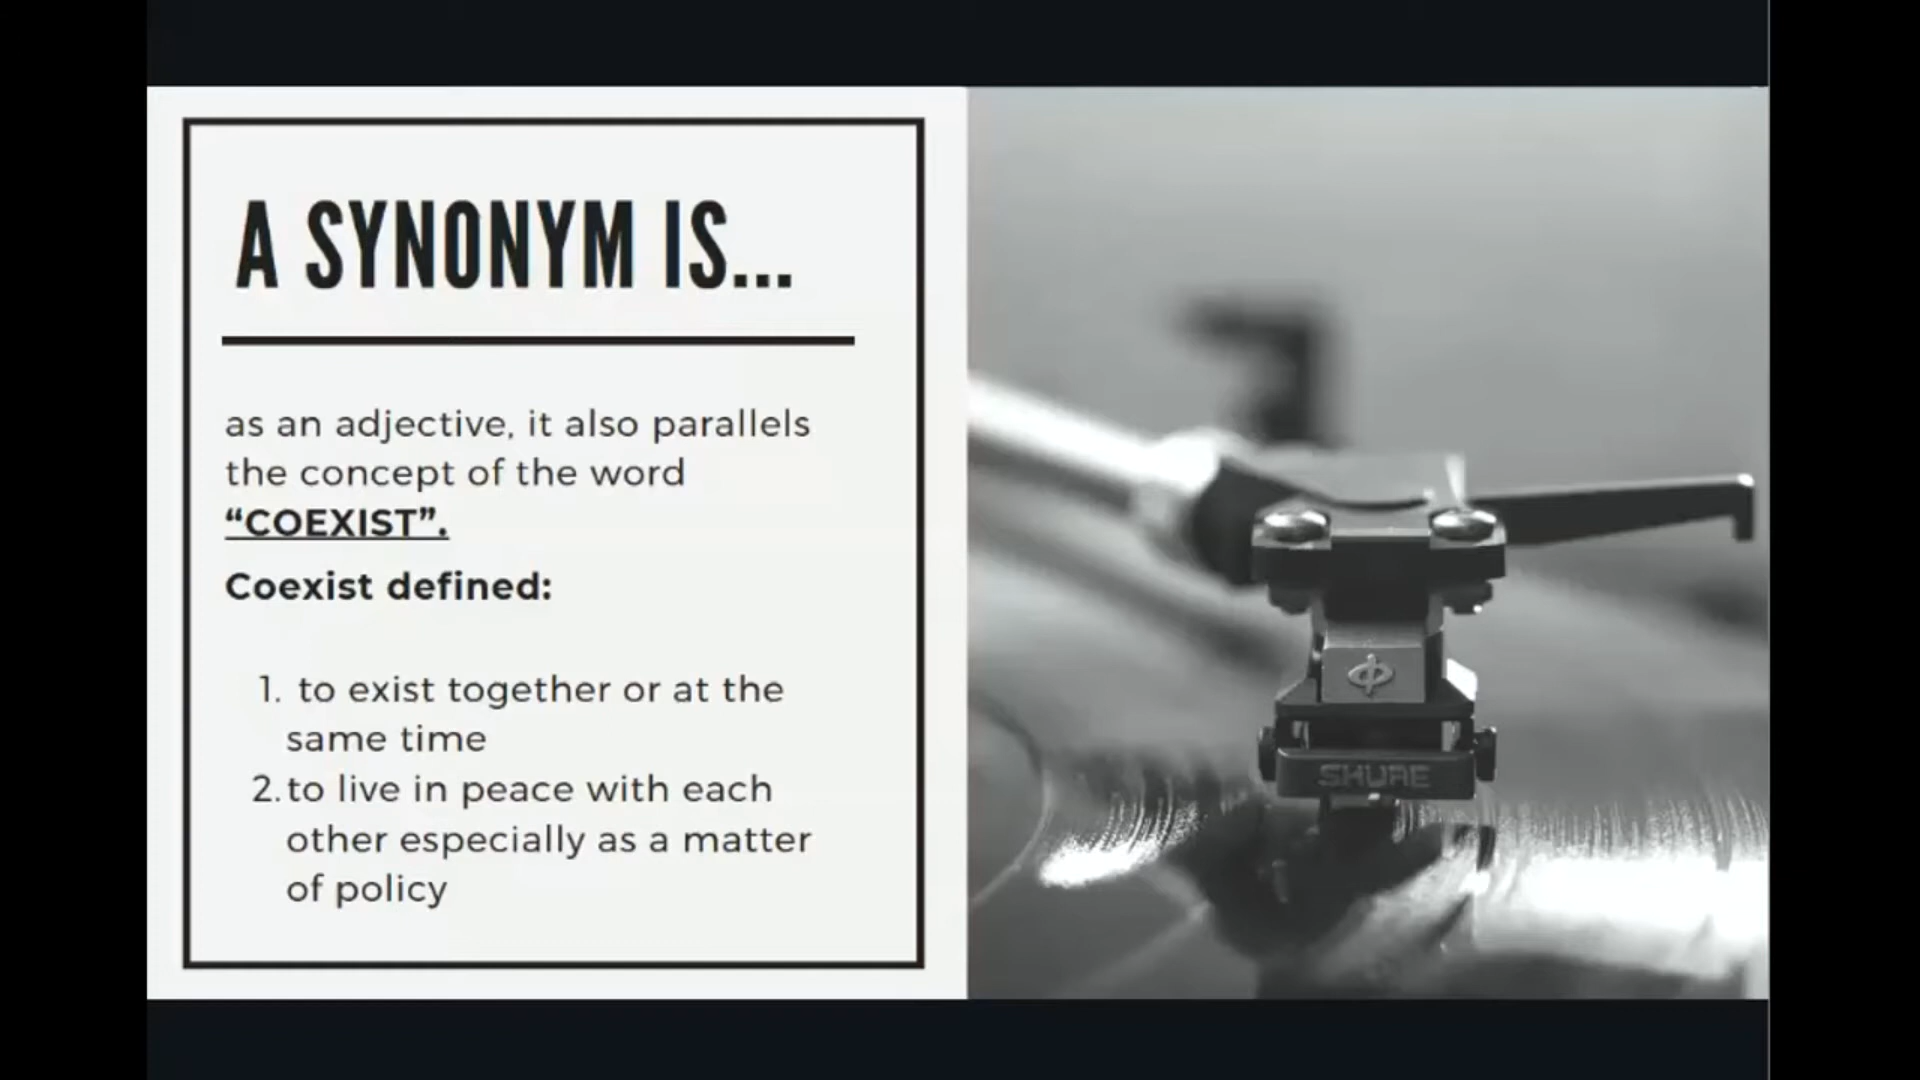 A SYNONYM IS...
as an adjective, it also parallels
the concept of the word
“COEXIST”.
Coexist defined:
1. to exist together or at the
same time
2. to live in peace with each
other especially as a matter
of policy
SHURE